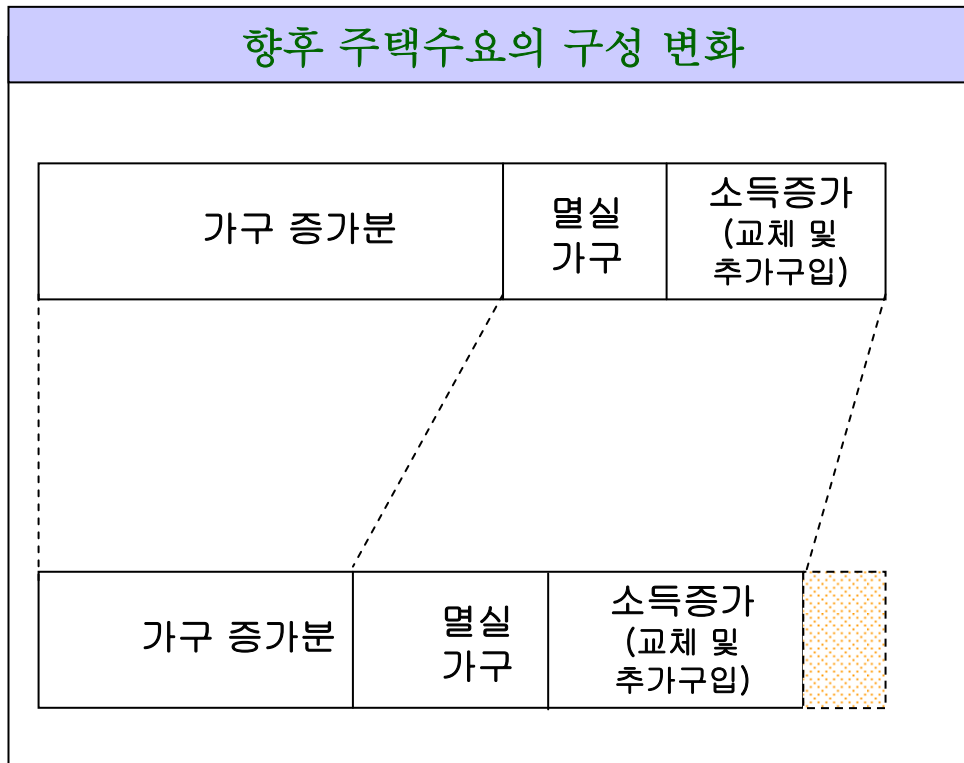 향후 주택수요의 구성 변화
가구 증가분
멸실
가구
소득증가
(교체 및
추가구입)
가구 증가분
멸실
가구
소득증가
(교체 및
추가구입)